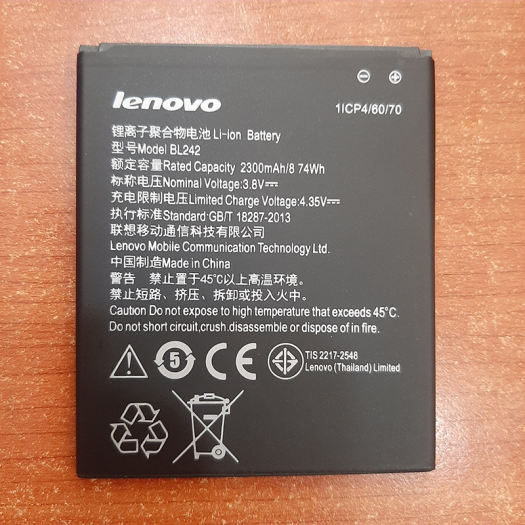 ⊖ ⊕
lenovo
1ICP4/60/70
锂离子聚合物电池 Li-ion Battery
型号Model BL242
额定容量Rated Capacity 2300mAh/8 74Wh
标称电压Nominal Voltage:3.8V⎓
充电限制电压Limited Charge Voltage:4.35V⎓
执行标准Standard:GB/T 18287-2013
联想移动通信科技有限公司
Lenovo Mobile Communication Technology Ltd.
中国制造Made in China
警告 禁止置于45℃以上高温环境。
禁止短路、挤压、拆卸或投入火中。
Caution Do not expose to high temperature that exceeds 45℃.
Do not short circuit,crush.disassemble or dispose of in fire.
5 CE
TIS 2217-2548
Lenovo (Thailand) Limited